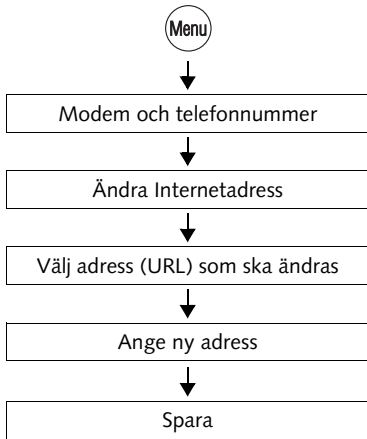 Menu
Modem och telefonnummer
Ändra Internetadress
Välj adress (URL) som ska ändras
Ange ny adress
Spara